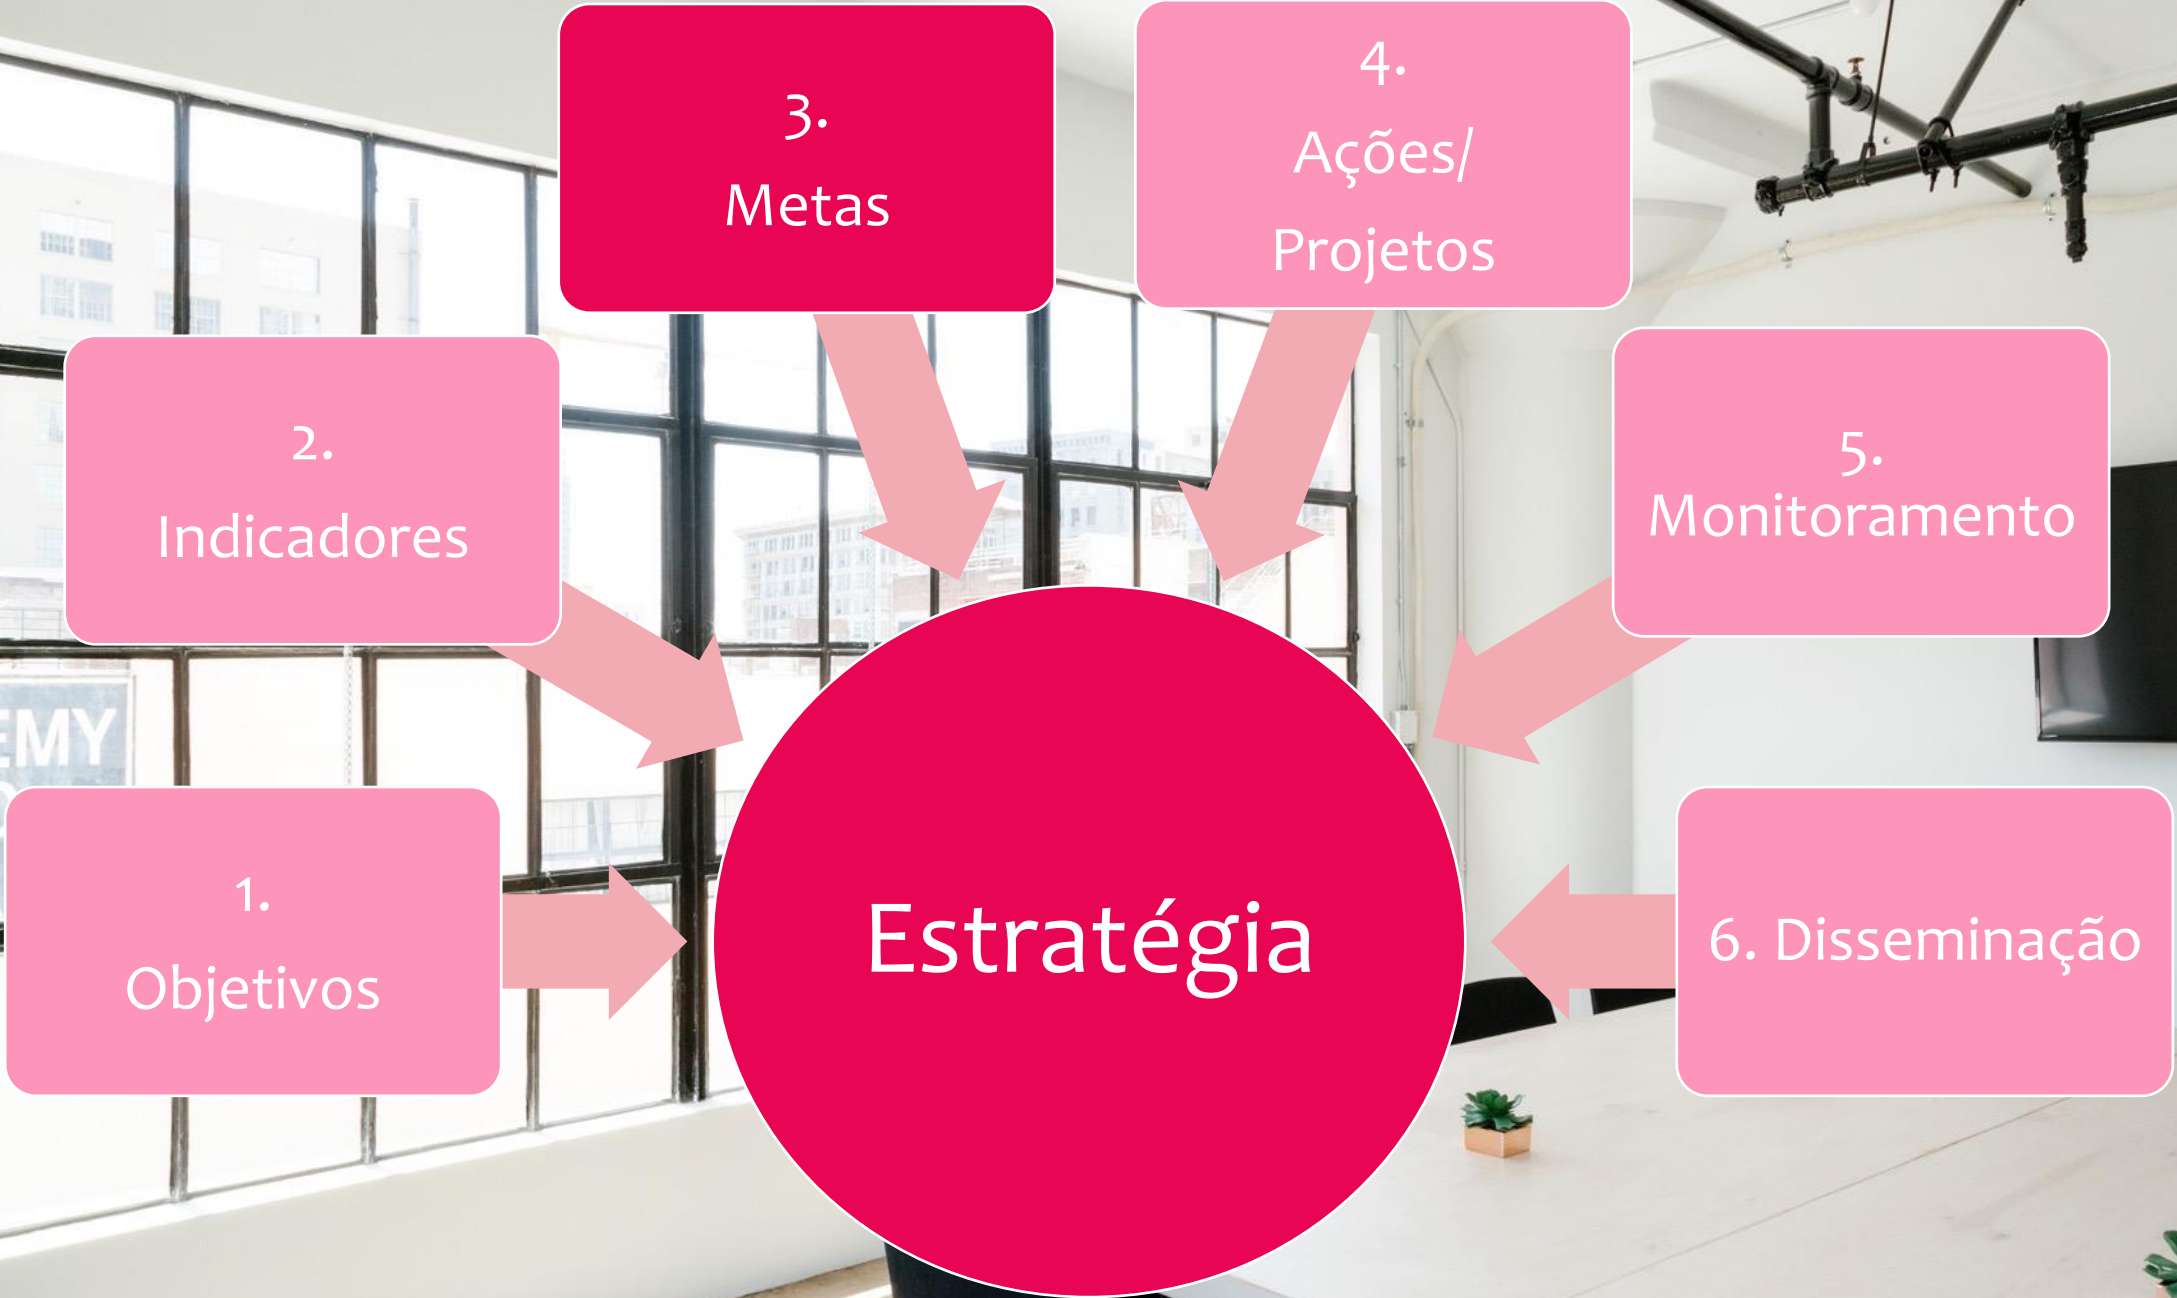 3.
Metas
4.
Ações/
Projetos
2.
Indicadores
5.
Monitoramento
1.
Objetivos
Estratégia
6. Disseminação